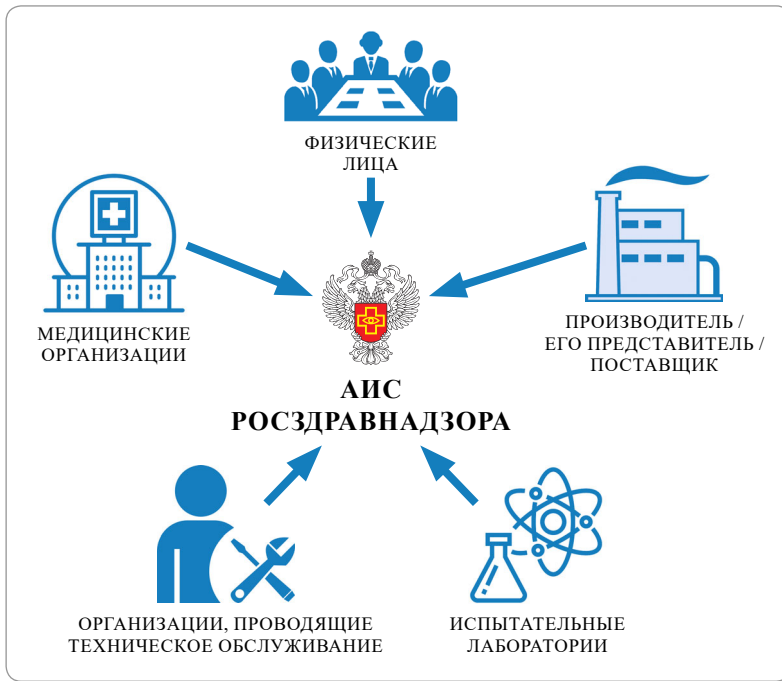 ФИЗИЧЕСКИЕ
ЛИЦА
МЕДИЦИНСКИЕ
ОРГАНИЗАЦИИ
ПРОИЗВОДИТЕЛЬ /
ЕГО ПРЕДСТАВИТЕЛЬ /
ПОСТАВЩИК
АИС
РОСЗДРАВНАДЗОРА
ОРГАНИЗАЦИИ, ПРОВОДЯЩИЕ
ТЕХНИЧЕСКОЕ ОБСЛУЖИВАНИЕ
ИСПЫТАТЕЛЬНЫЕ
ЛАБОРАТОРИИ